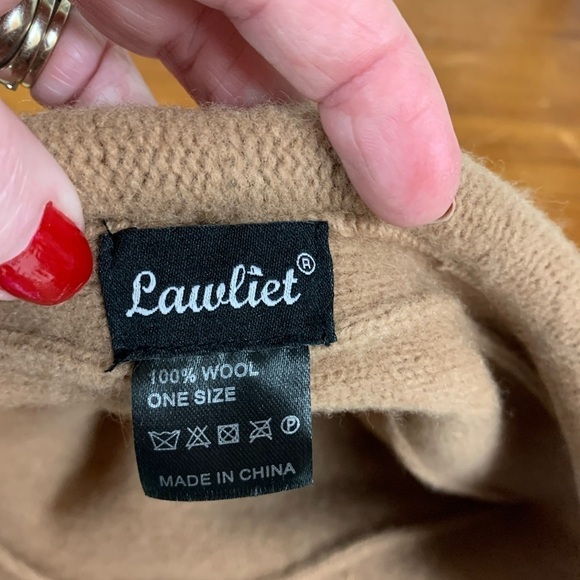 Lawliet®
100% WOOL
ONE SIZE
P
MADE IN CHINA